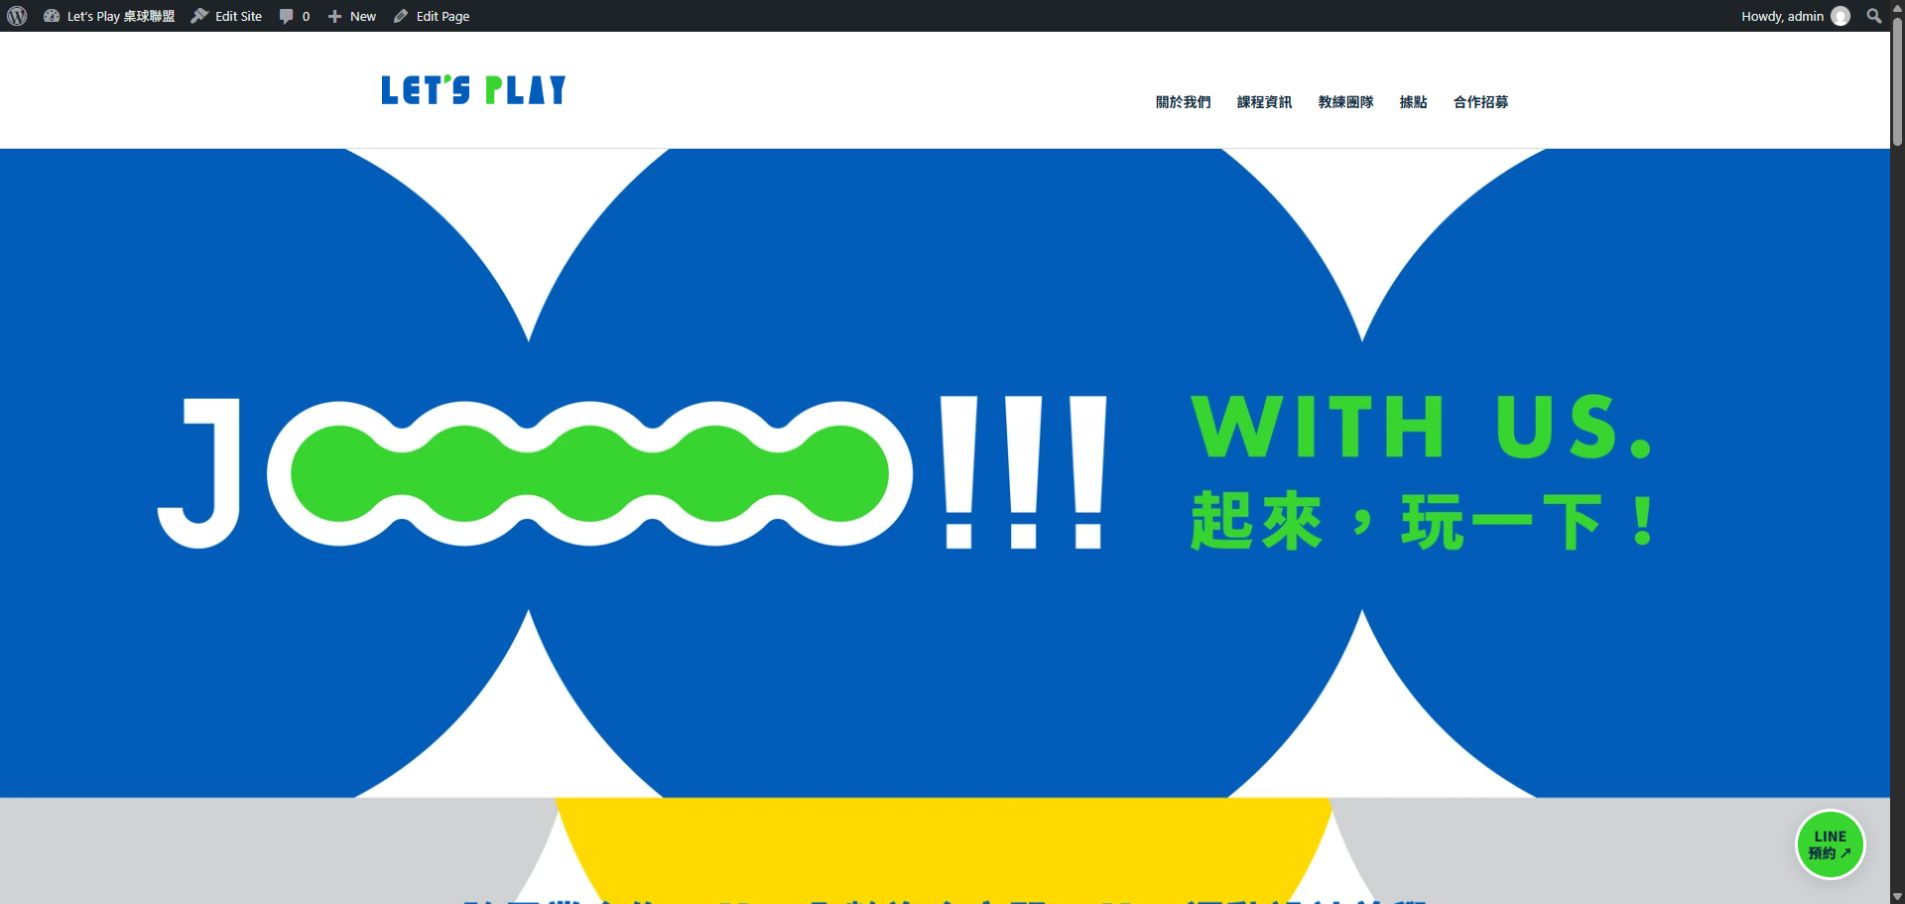 Let's Play 桌球聯盟 Edit Site 0 New Edit Page Howdy, admin
LET'S PLAY
關於我們 課程資訊 教練團隊 據點 合作招募
JOOOOO!!! WITH US.
起來，玩一下！
LINE
預約 ↗